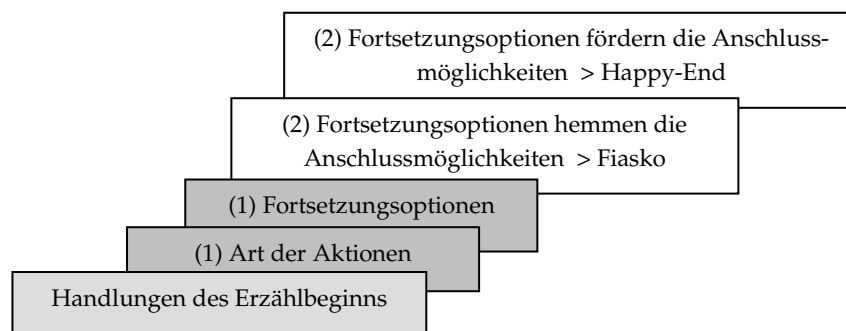 (2) Fortsetzungsoptionen fördern die Anschluss-
möglichkeiten > Happy-End
(2) Fortsetzungsoptionen hemmen die
Anschlussmöglichkeiten > Fiasko
(1) Fortsetzungsoptionen
(1) Art der Aktionen
Handlungen des Erzählbeginns